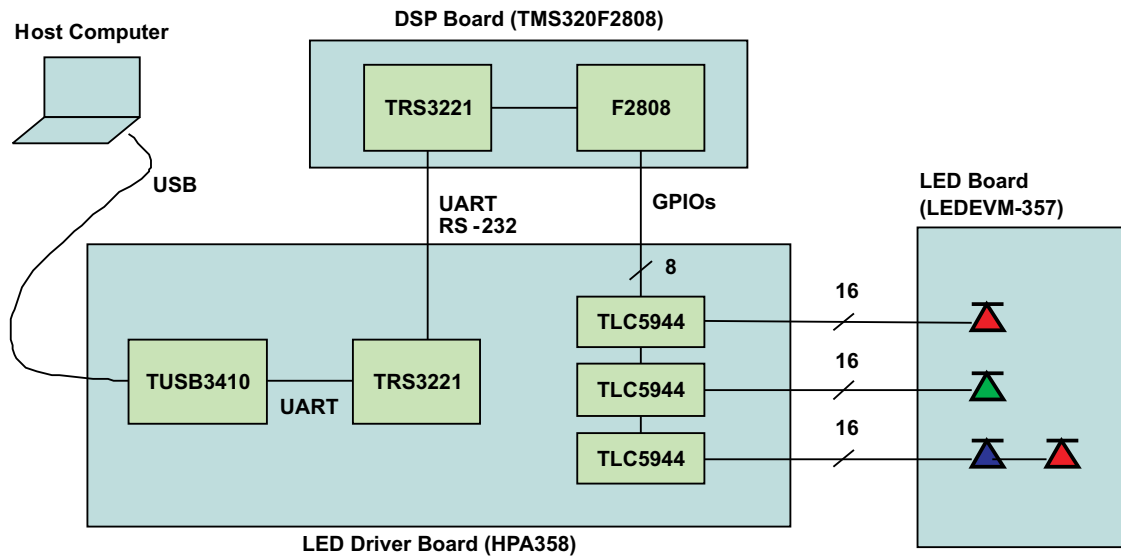 DSP Board (TMS320F2808)
Host Computer
TRS3221
F2808
USB
UART
RS -232
GPIOs
LED Board
(LEDEVM-357)
8
16
TLC5944
16
TUSB3410
UART
TRS3221
TLC5944
16
TLC5944
LED Driver Board (HPA358)